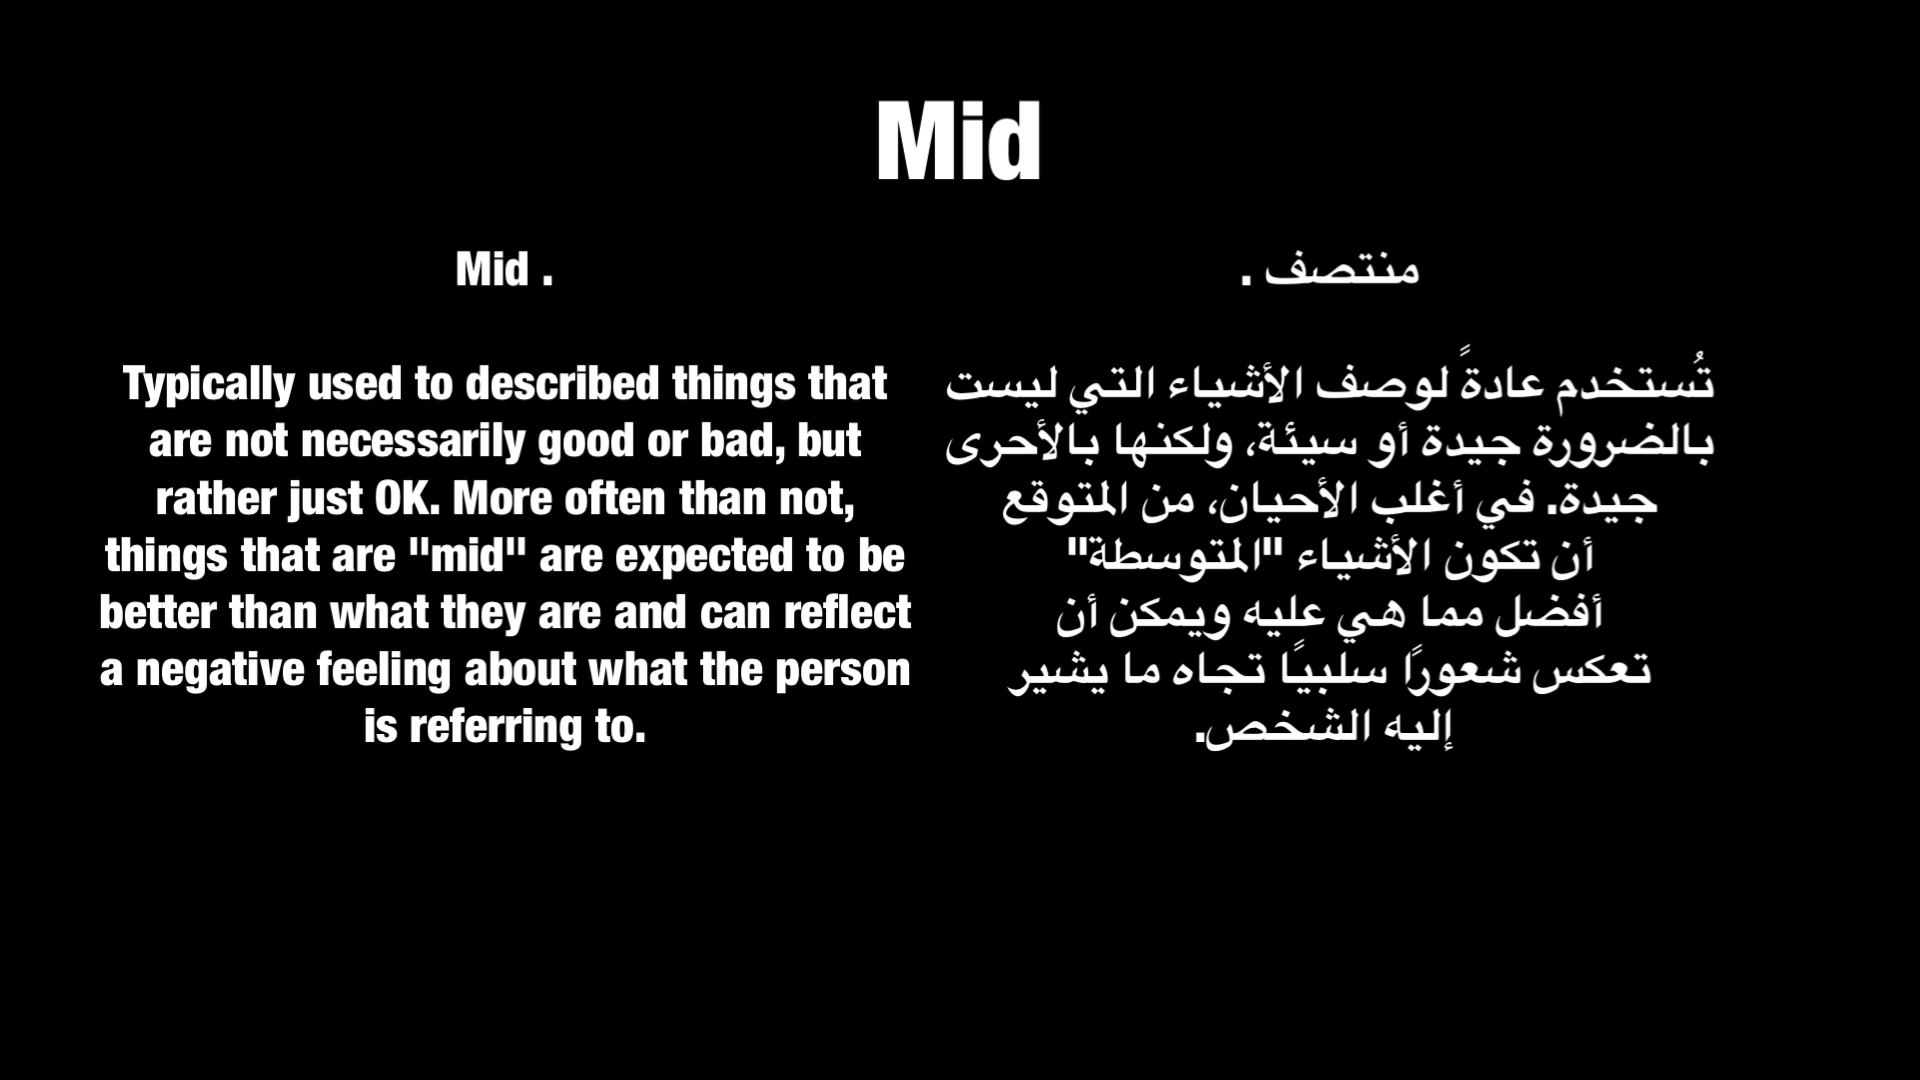 Mid
Mid .
Typically used to described things that
are not necessarily good or bad, but
rather just OK. More often than not,
things that are "mid" are expected to be
better than what they are and can reflect
a negative feeling about what the person
is referring to.
منتصف .
تُستخدم عادةً لوصف الأشياء التي ليست
بالضرورة جيدة أو سيئة، ولكنها بالأحرى
جيدة. في أغلب الأحيان، من المتوقع
أن تكون الأشياء "المتوسطة"
أفضل مما هي عليه ويمكن أن
تعكس شعورًا سلبيًا تجاه ما يشير
إليه الشخص.